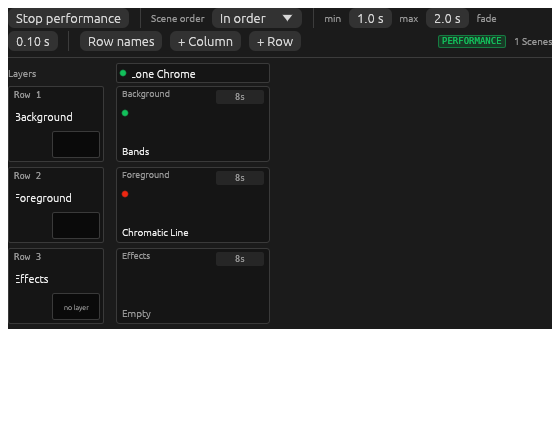 Stop performance Scene order In order min 1.0 s max 2.0 s fade
0.10 s Row names + Column + Row PERFORMANCE 1 Scenes
Layers Lone Chrome
Row 1 Background 8s
Background
Bands
Row 2 Foreground 8s
Foreground
Chromatic Line
Row 3 Effects 8s
Effects
no layer
Empty